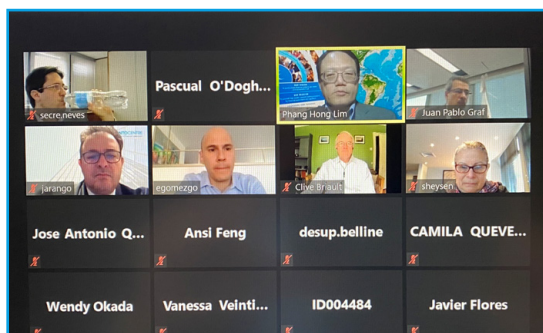 secre.neves
Pascual O'Dogh...
Phang Hong Lim
Juan Pablo Graf
jarango
egomezgo
Clive Briault
sheysen
Jose Antonio Q...
Ansi Feng
desup.belline
CAMILA QUEVE...
Wendy Okada
Vanessa Veinti...
ID004484
Javier Flores